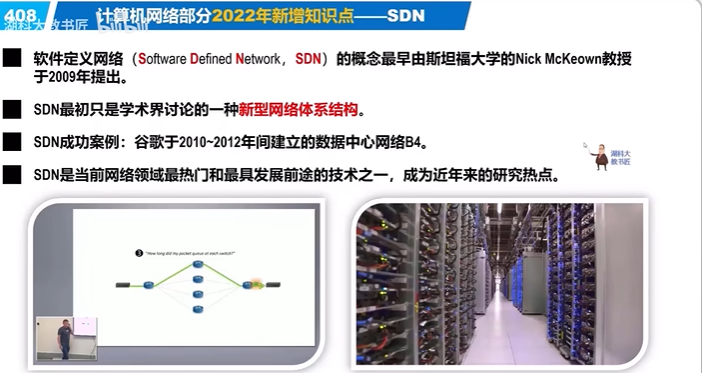 408
计算机网络部分2022年新增知识点——SDN
湖科大教书匠
bilibili
软件定义网络（Software Defined Network，SDN）的概念最早由斯坦福大学的Nick McKeown教授
于2009年提出。
SDN最初只是学术界讨论的一种新型网络体系结构。
SDN成功案例：谷歌于2010~2012年间建立的数据中心网络B4。
湖科大
教书匠
SDN是当前网络领域最热门和最具发展前途的技术之一，成为近年来的研究热点。
3 "How long did my packet queue at each switch?"